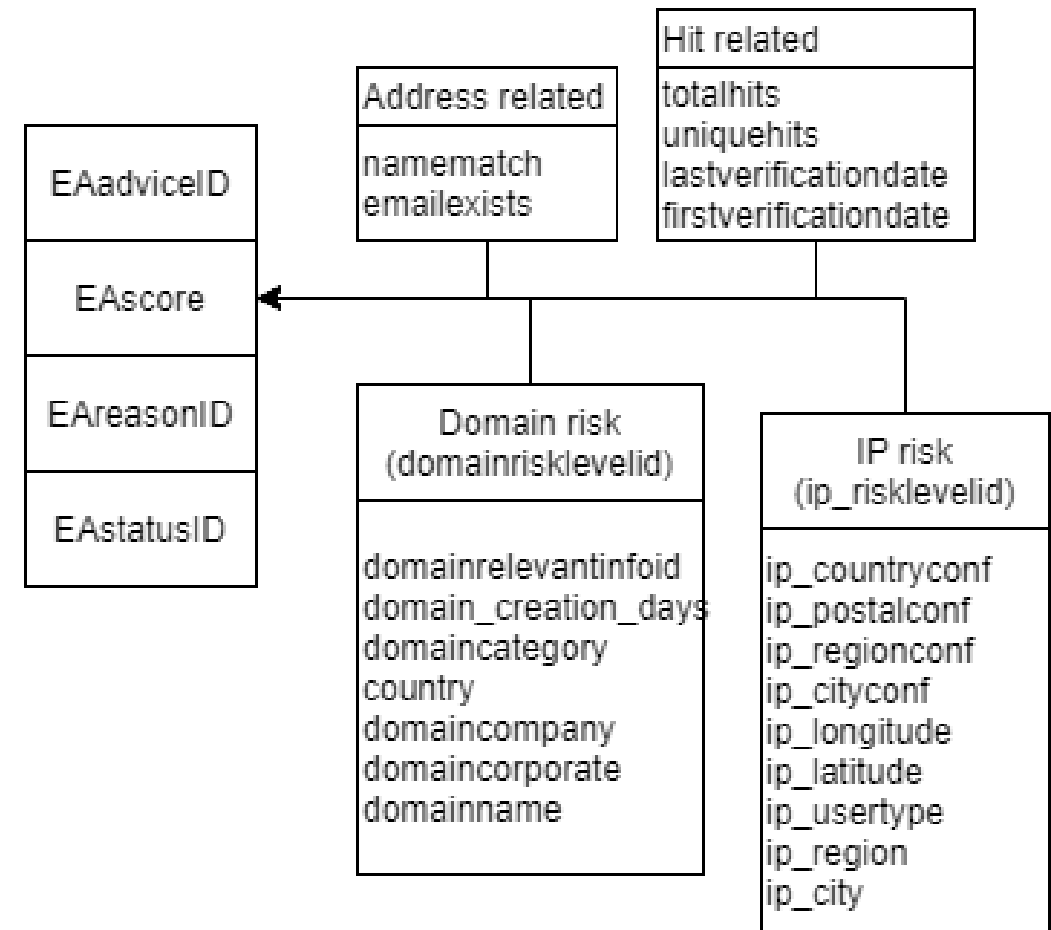 EAadviceID
EAscore
EAreasonID
EAstatusID
Address related
namematch
emailexists
Hit related
totalhits
uniquehits
lastverificationdate
firstverificationdate
Domain risk
(domainrisklevelid)
domainrelevantinfoid
domain_creation_days
domaincategory
country
domaincompany
domaincorporate
domainname
IP risk
(ip_risklevelid)
ip_countryconf
ip_postalconf
ip_regionconf
ip_cityconf
ip_longitude
ip_latitude
ip_usertype
ip_region
ip_city